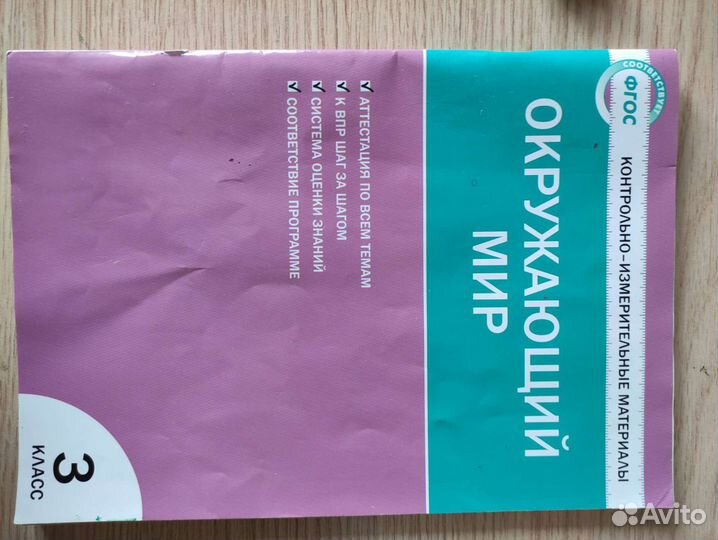 СООТВЕТСТВУЕТ
ФГОС
КОНТРОЛЬНО-ИЗМЕРИТЕЛЬНЫЕ МАТЕРИАЛЫ
ОКРУЖАЮЩИЙ
МИР
АТТЕСТАЦИЯ ПО ВСЕМ ТЕМАМ
К ВПР ШАГ ЗА ШАГОМ
СИСТЕМА ОЦЕНКИ ЗНАНИЙ
СООТВЕТСТВИЕ ПРОГРАММЕ
3
КЛАСС
Avito